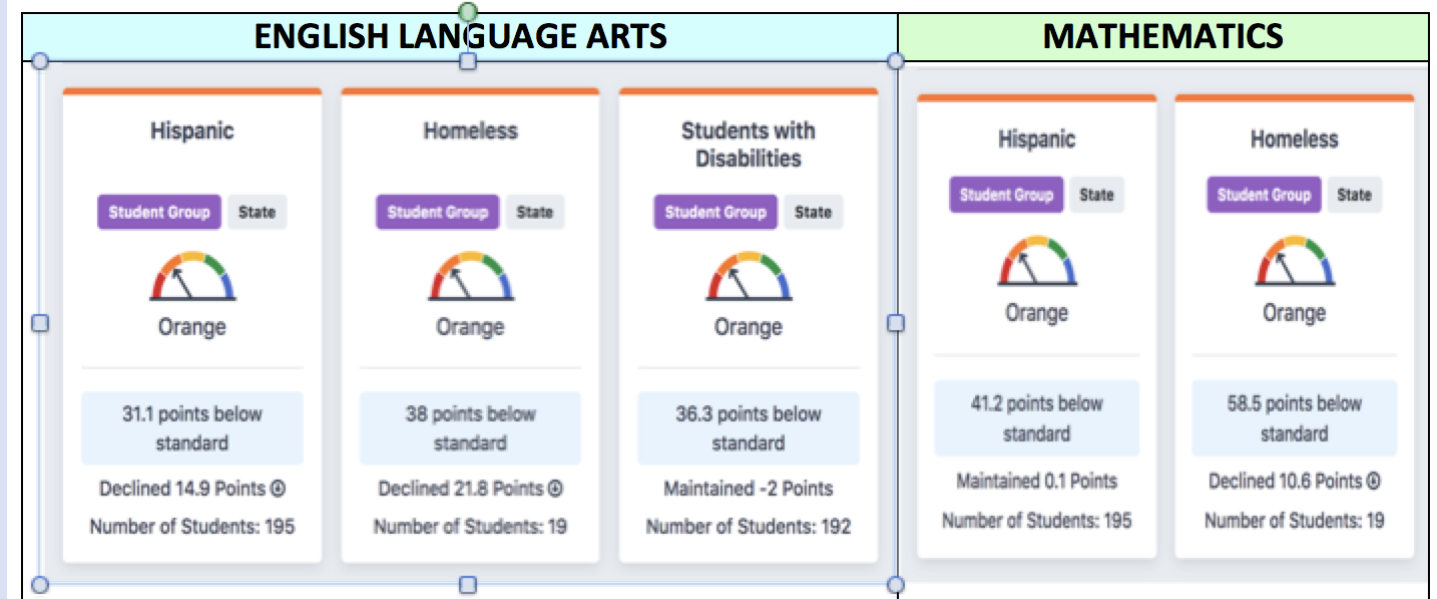 ENGLISH LANGUAGE ARTS
MATHEMATICS
Hispanic
Student Group State
Orange
31.1 points below
standard
Declined 14.9 Points
Number of Students: 195
Homeless
Student Group State
Orange
38 points below
standard
Declined 21.8 Points
Number of Students: 19
Students with
Disabilities
Student Group State
Orange
36.3 points below
standard
Maintained -2 Points
Number of Students: 192
Hispanic
Student Group State
Orange
41.2 points below
standard
Maintained 0.1 Points
Number of Students: 195
Homeless
Student Group State
Orange
58.5 points below
standard
Declined 10.6 Points
Number of Students: 19